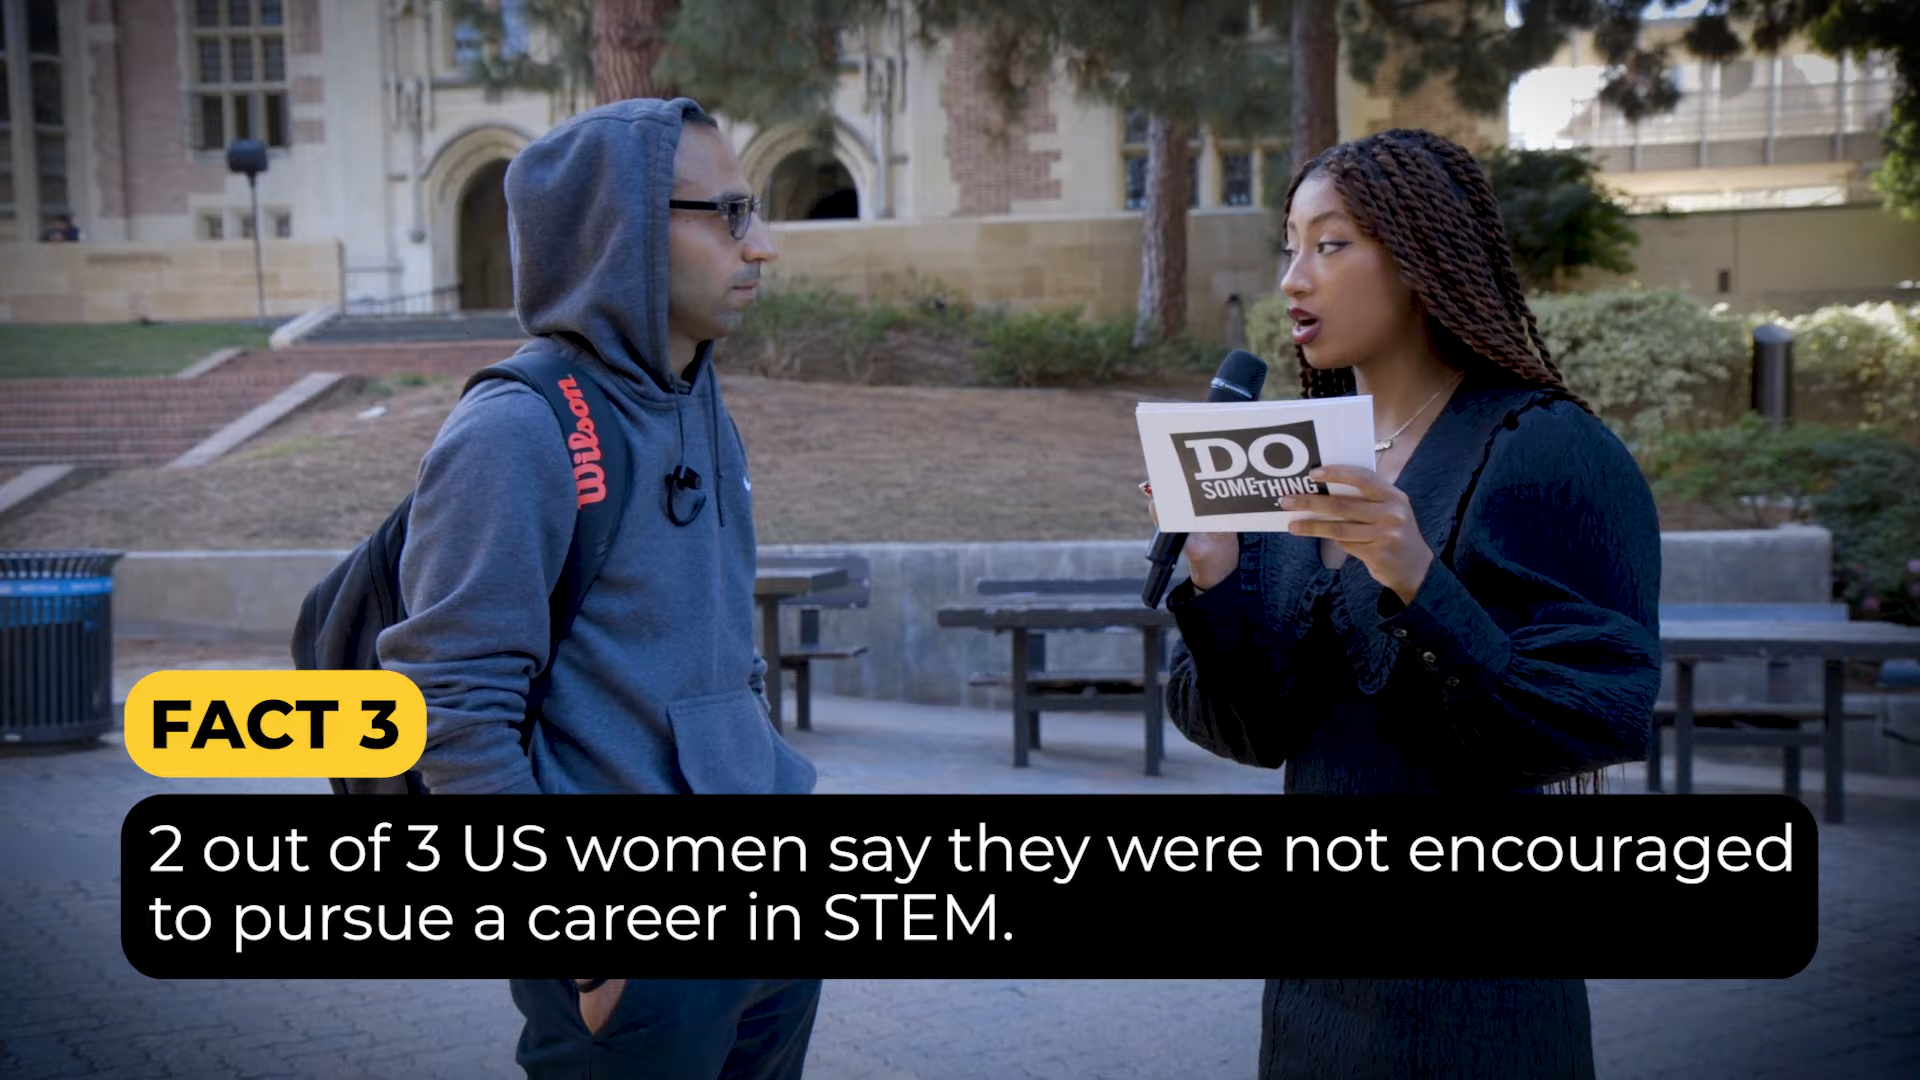 Wilson
DO
SOMETHING
FACT 3
2 out of 3 US women say they were not encouraged
to pursue a career in STEM.